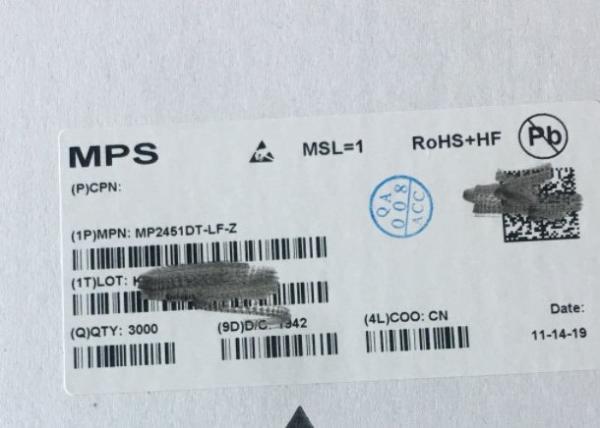 MPS
MSL=1
RoHS+HF
Pb
(P)CPN:
QA
008
ACC
(1P)MPN: MP2451DT-LF-Z
(1T)LOT:
(Q)QTY: 3000
(9D)D/C: 1942
(4L)COO: CN
Date:
11-14-19